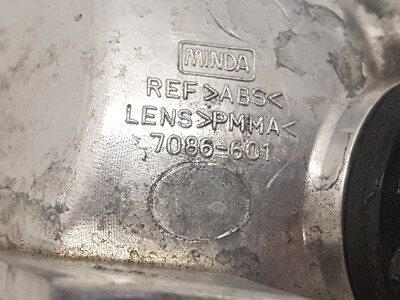 MINDA
REF>ABS<
LENS>PMMA<
7086-601